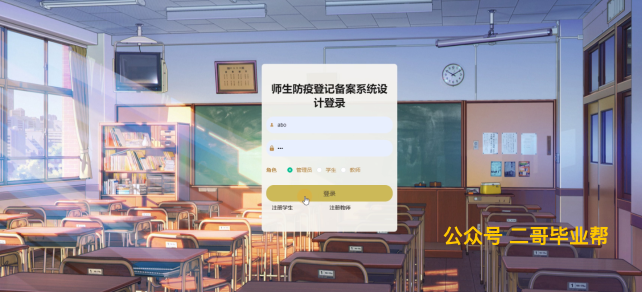 师生防疫登记备案系统设
计登录
abo
•••
角色
管理员
学生
教师
登录
注册学生
注册教师
公众号 二哥毕业帮